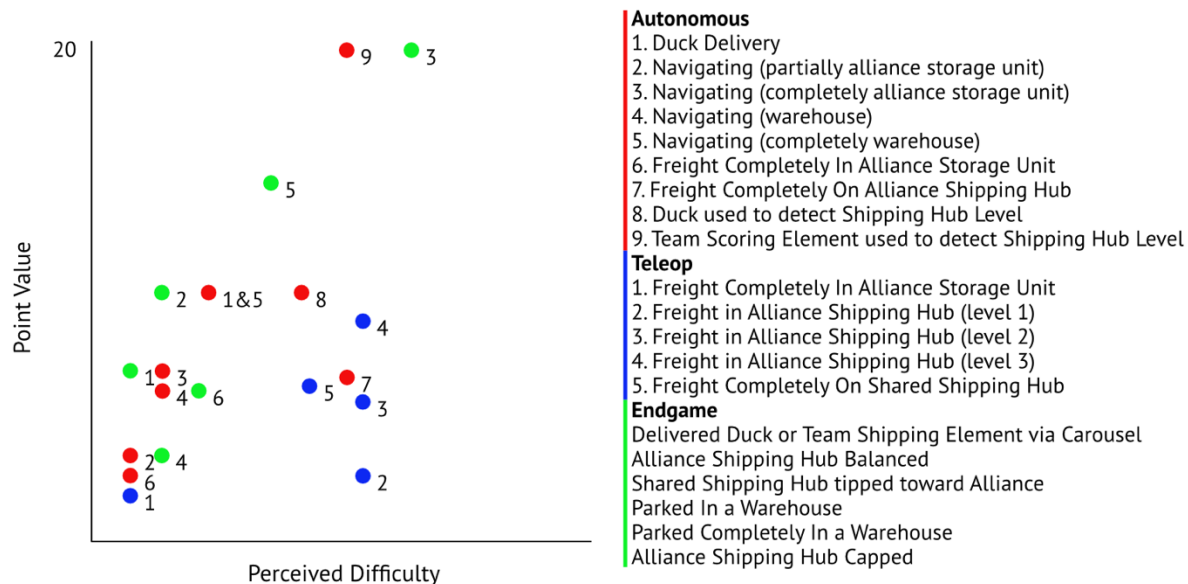 20
9
3
5
2
1&5
8
4
1
3
4
6
5
7
3
2
4
6
1
2
Point Value
Perceived Difficulty
Autonomous
1. Duck Delivery
2. Navigating (partially alliance storage unit)
3. Navigating (completely alliance storage unit)
4. Navigating (warehouse)
5. Navigating (completely warehouse)
6. Freight Completely In Alliance Storage Unit
7. Freight Completely On Alliance Shipping Hub
8. Duck used to detect Shipping Hub Level
9. Team Scoring Element used to detect Shipping Hub Level
Teleop
1. Freight Completely In Alliance Storage Unit
2. Freight in Alliance Shipping Hub (level 1)
3. Freight in Alliance Shipping Hub (level 2)
4. Freight in Alliance Shipping Hub (level 3)
5. Freight Completely On Shared Shipping Hub
Endgame
Delivered Duck or Team Shipping Element via Carousel
Alliance Shipping Hub Balanced
Shared Shipping Hub tipped toward Alliance
Parked In a Warehouse
Parked Completely In a Warehouse
Alliance Shipping Hub Capped